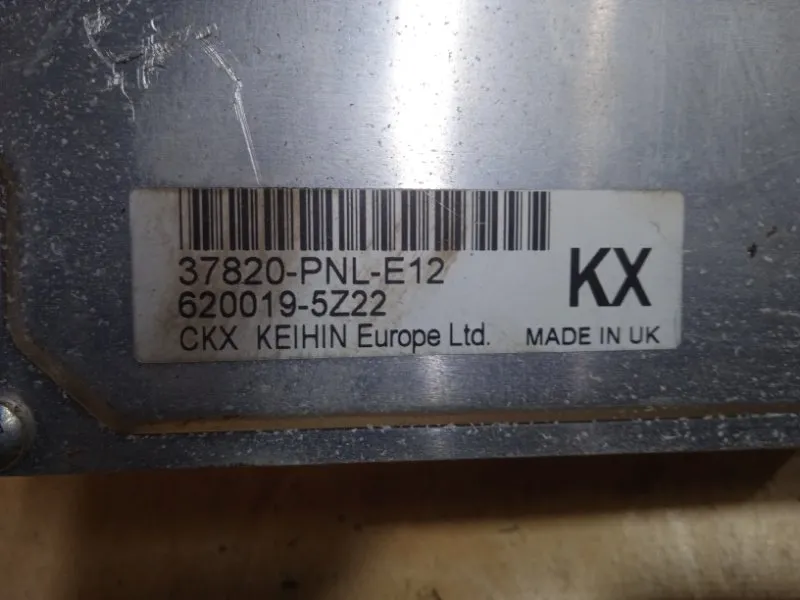 37820-PNL-E12
620019-5Z22
KX
CKX KEIHIN Europe Ltd. MADE IN UK